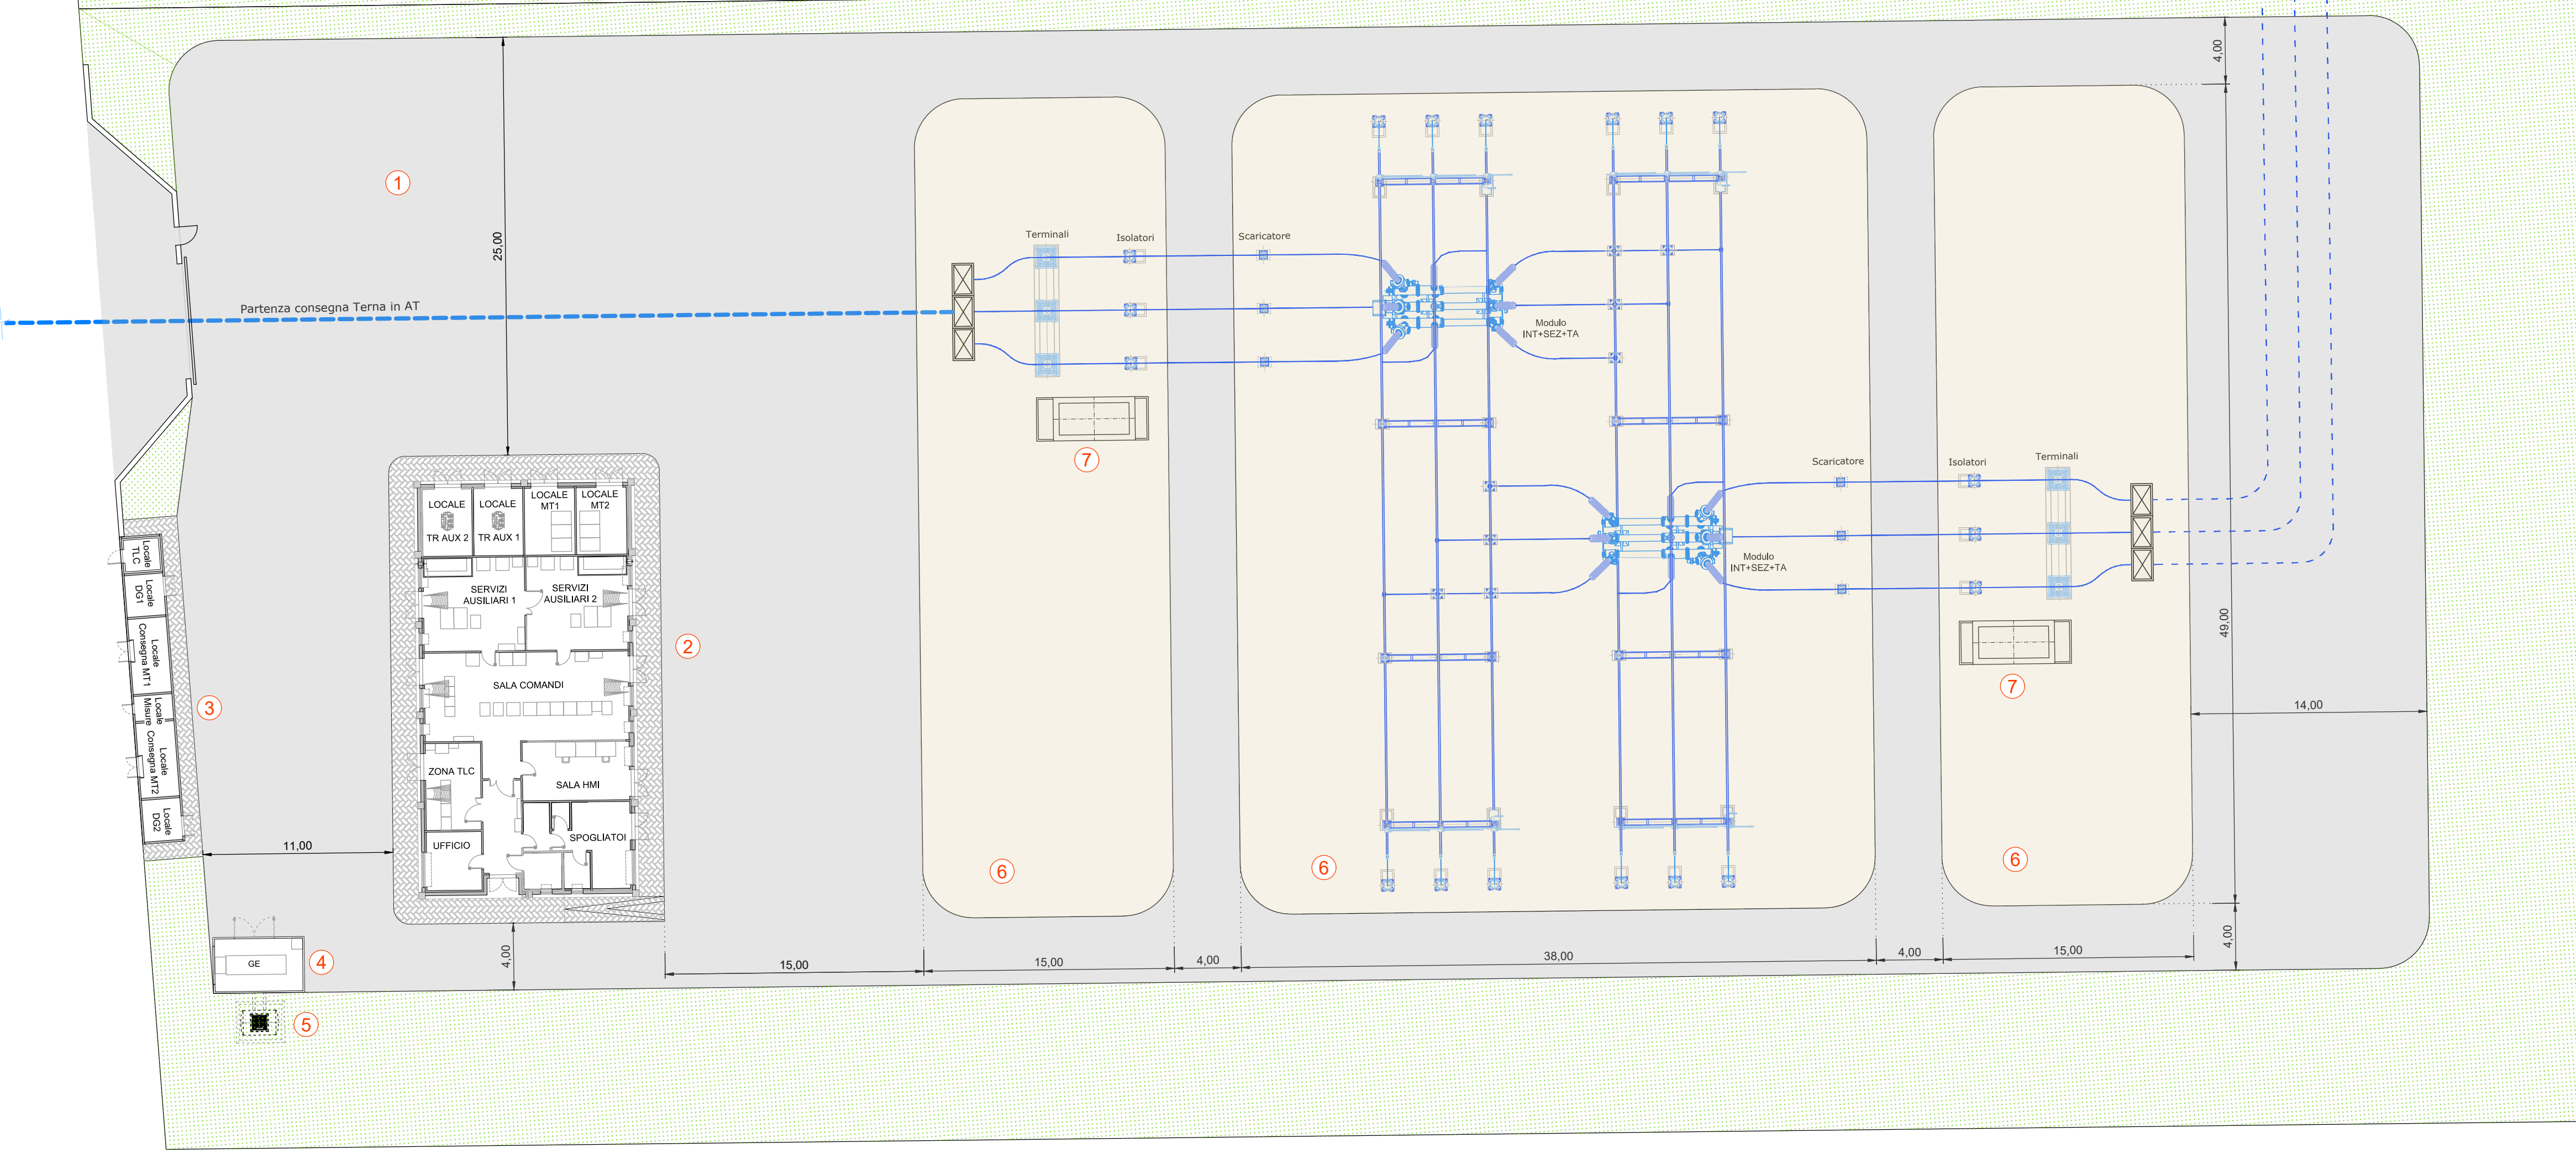 4,00
1
25,00
Terminali
Isolatori
Scaricatore
Partenza consegna Terna in AT
Modulo
INT+SEZ+TA
7
Scaricatore
Isolatori
Terminali
LOCALE
TR AUX 2
LOCALE
TR AUX 1
LOCALE
MT1
LOCALE
MT2
Locale
TLC
Locale
DG1
Locale
Consegna MT1
Locale
Misure
Locale
Consegna MT2
Locale
DG2
3
SERVIZI
AUSILIARI 1
SERVIZI
AUSILIARI 2
2
Modulo
INT+SEZ+TA
49,00
7
SALA COMANDI
14,00
ZONA TLC
SALA HMI
SPOGLIATOI
UFFICIO
11,00
6
6
6
GE
4
4,00
15,00
15,00
4,00
38,00
4,00
15,00
4,00
5